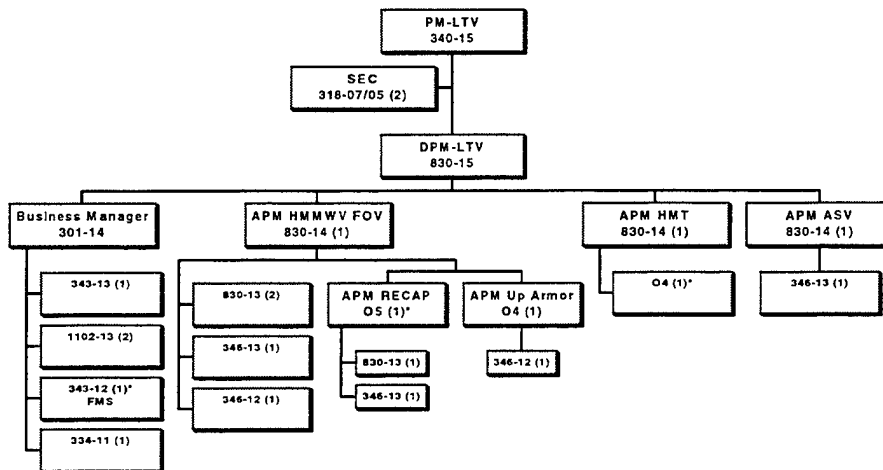 PM-LTV
340-15
SEC
318-07/05 (2)
DPM-LTV
830-15
Business Manager
301-14
APM HMMWV FOV
830-14 (1)
APM HMT
830-14 (1)
APM ASV
830-14 (1)
343-13 (1)
1102-13 (2)
343-12 (1)*
FMS
334-11 (1)
830-13 (2)
346-13 (1)
346-12 (1)
APM RECAP
O5 (1)*
830-13 (1)
346-13 (1)
APM Up Armor
O4 (1)
346-12 (1)
O4 (1)*
346-13 (1)